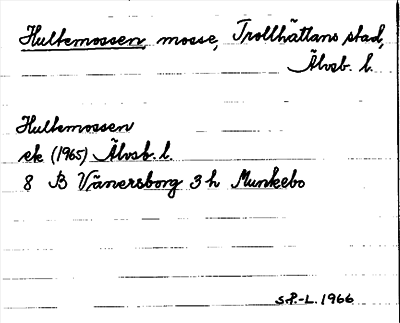 Hultemossen, mosse, Trollhättans stad,
Älvsb. l.
Hultemossen
ek (1965) Älvsb. l.
8 B Vänersborg 3 h Munkebo
S.P.-L. 1966